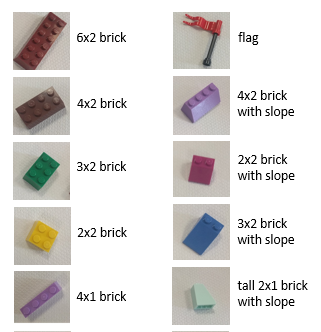 6x2 brick
4x2 brick
3x2 brick
2x2 brick
4x1 brick
flag
4x2 brick
with slope
2x2 brick
with slope
3x2 brick
with slope
tall 2x1 brick
with slope